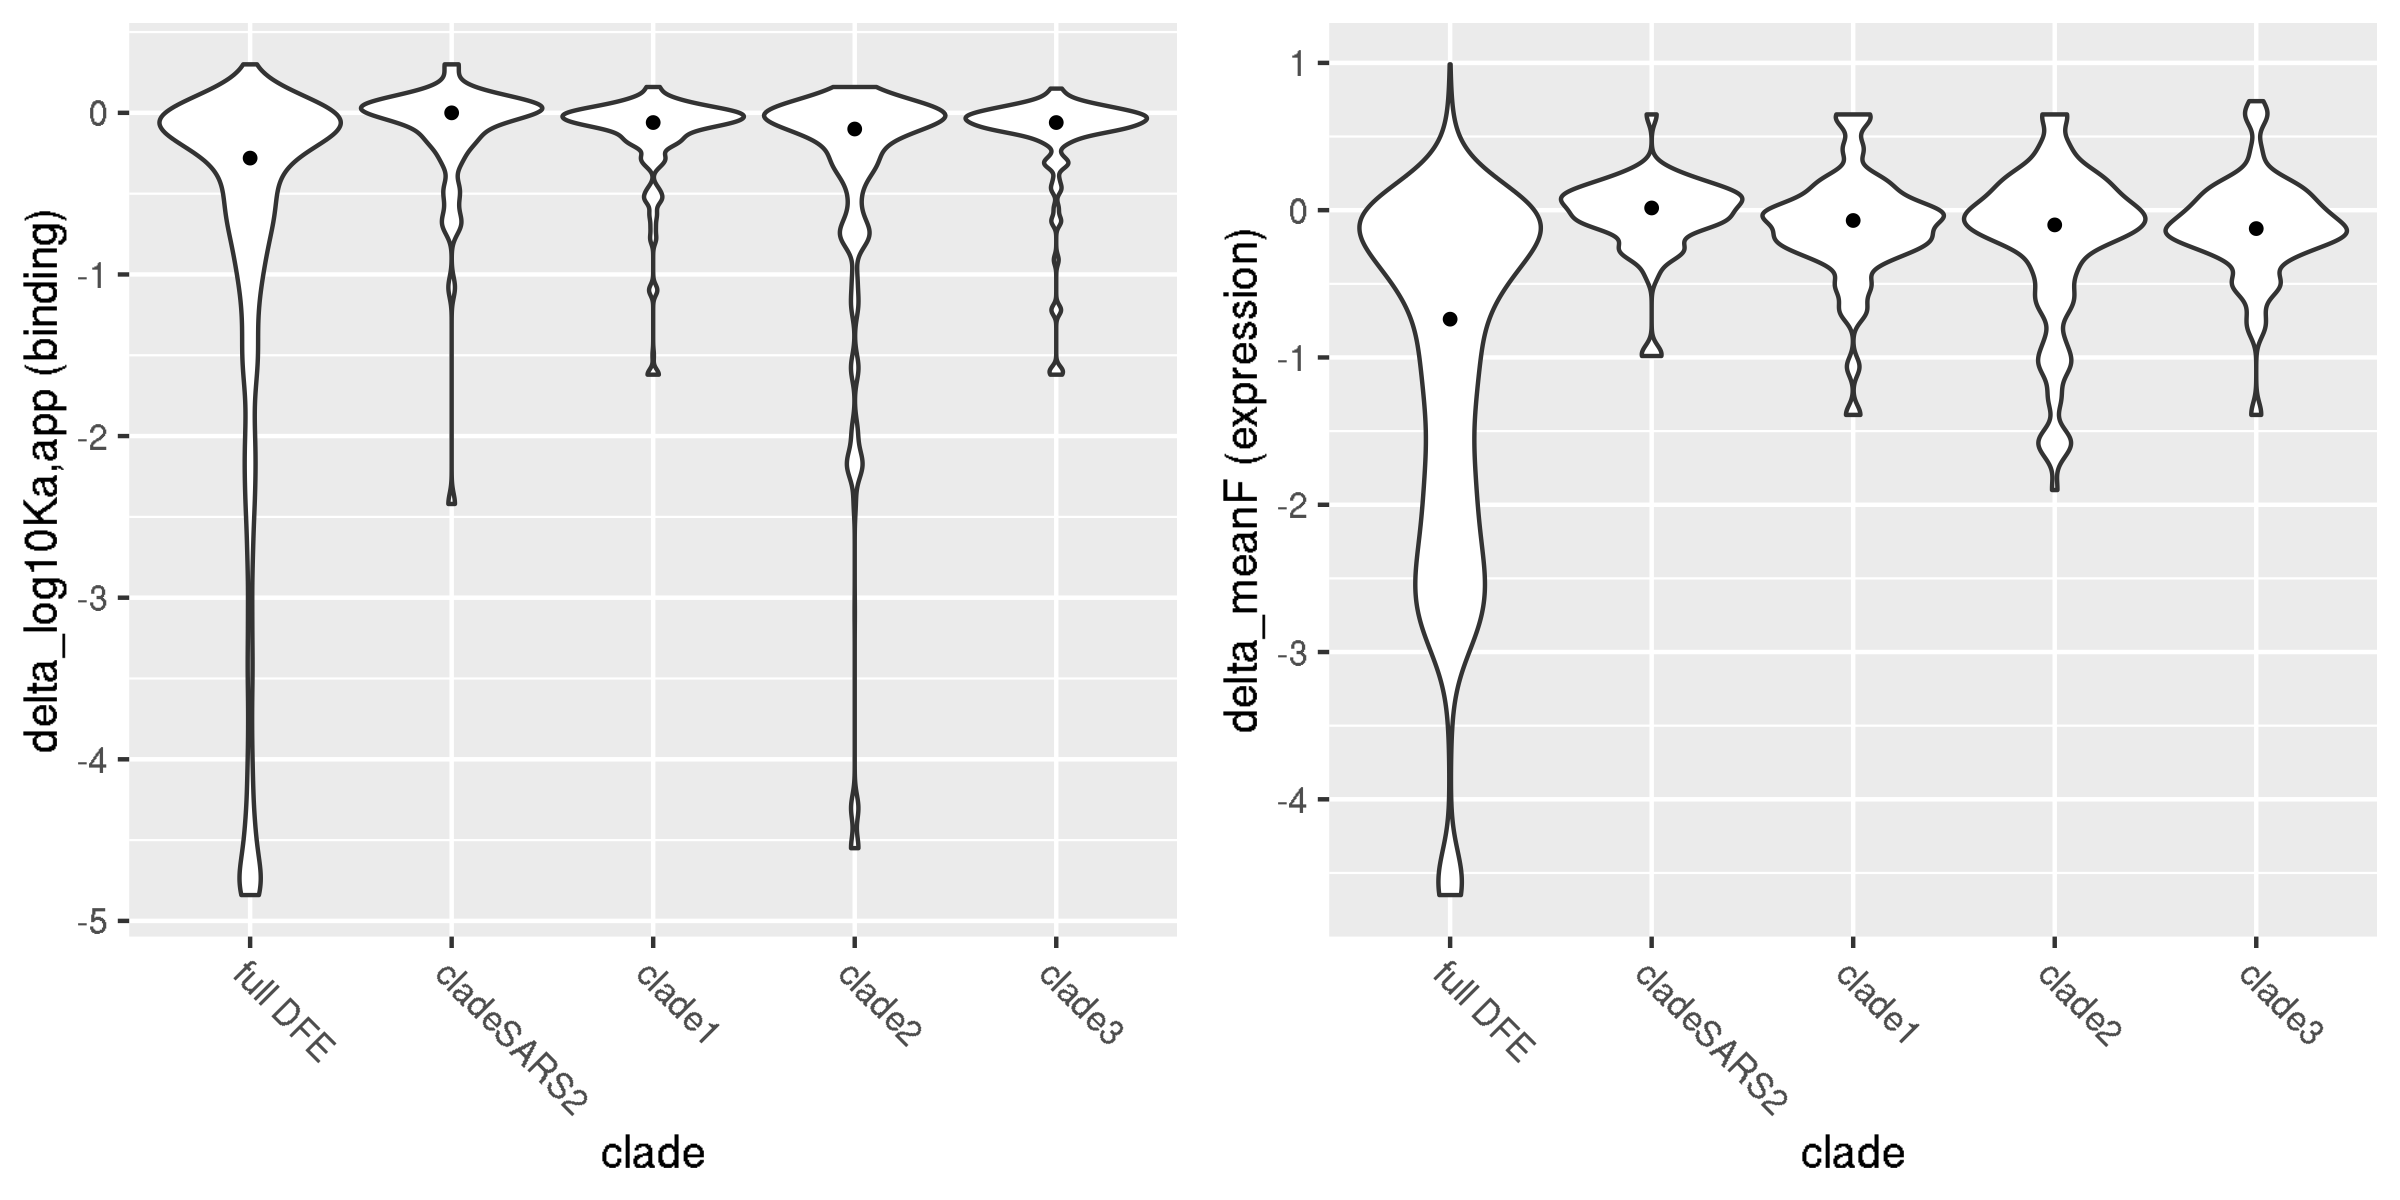 delta_log10Ka,app (binding)
0
-1
-2
-3
-4
-5
full DFE
cladeSARS2
clade1
clade2
clade3
clade
delta_meanF (expression)
1
0
-1
-2
-3
-4
full DFE
cladeSARS2
clade1
clade2
clade3
clade